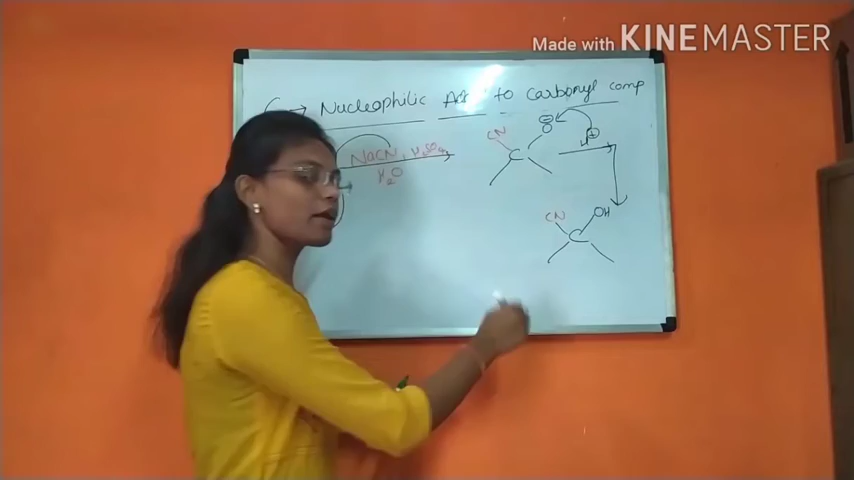 Made with KINEMASTER
Nucleophilic to Carbonyl comp
NaCN, H2SO4
H2O
CN
⊖
O
C
H⊕
CN OH
C